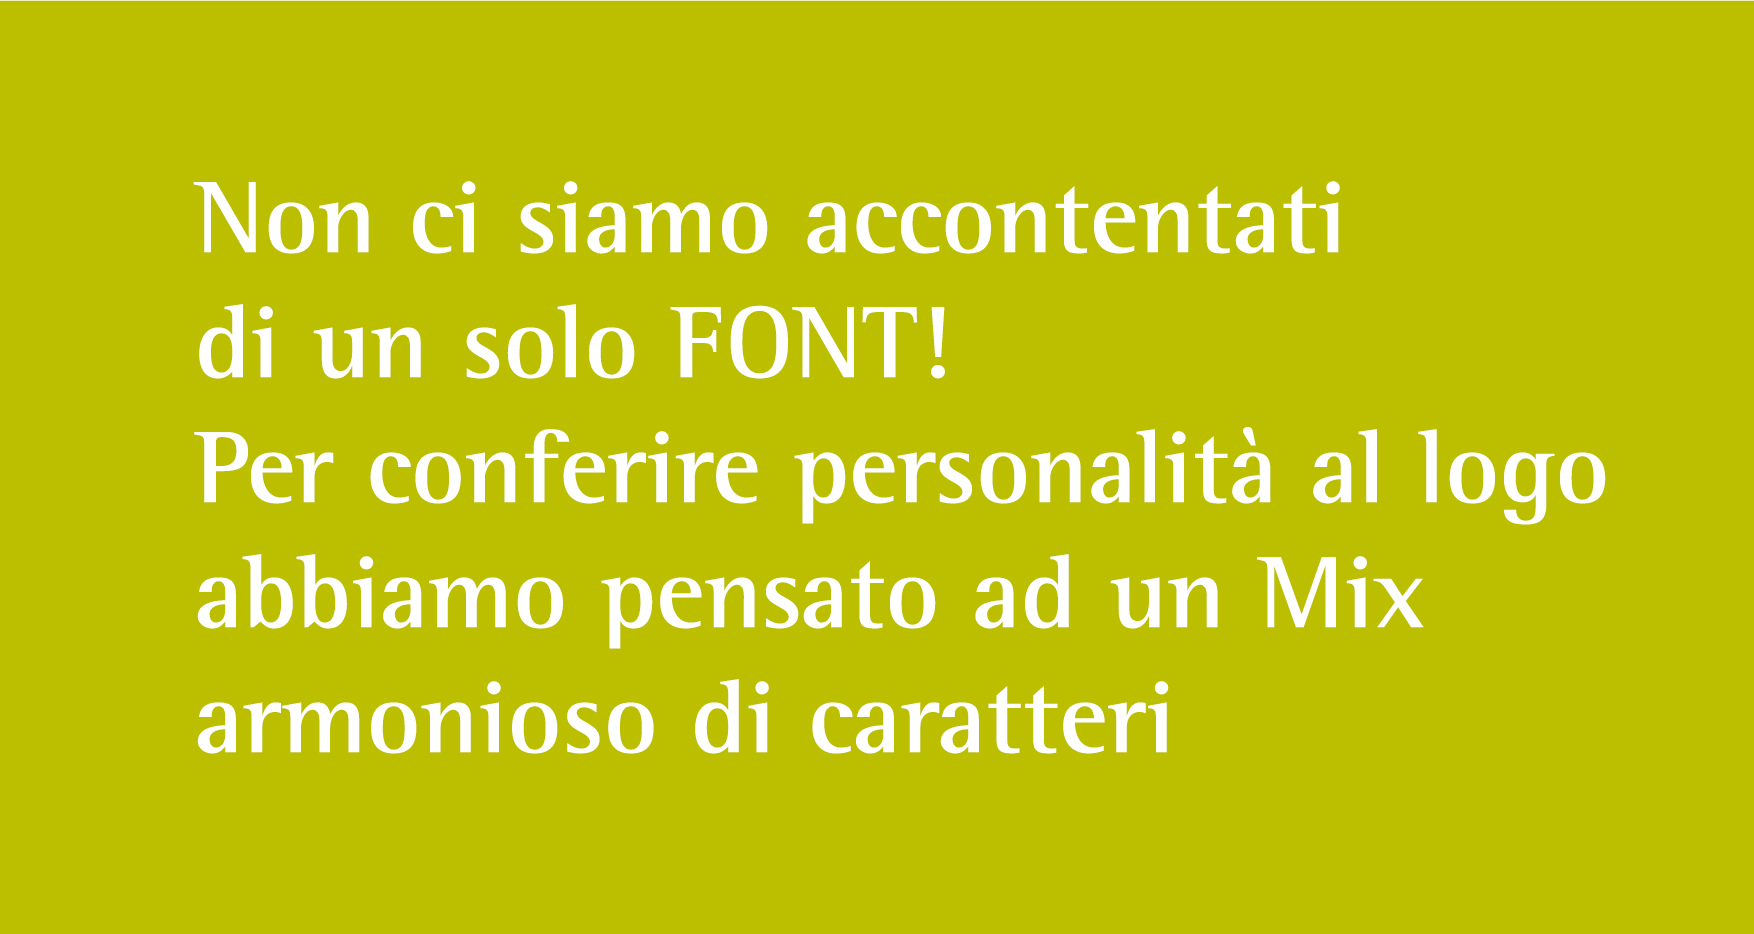 Non ci siamo accontentati
di un solo FONT!
Per conferire personalità al logo
abbiamo pensato ad un Mix
armonioso di caratteri